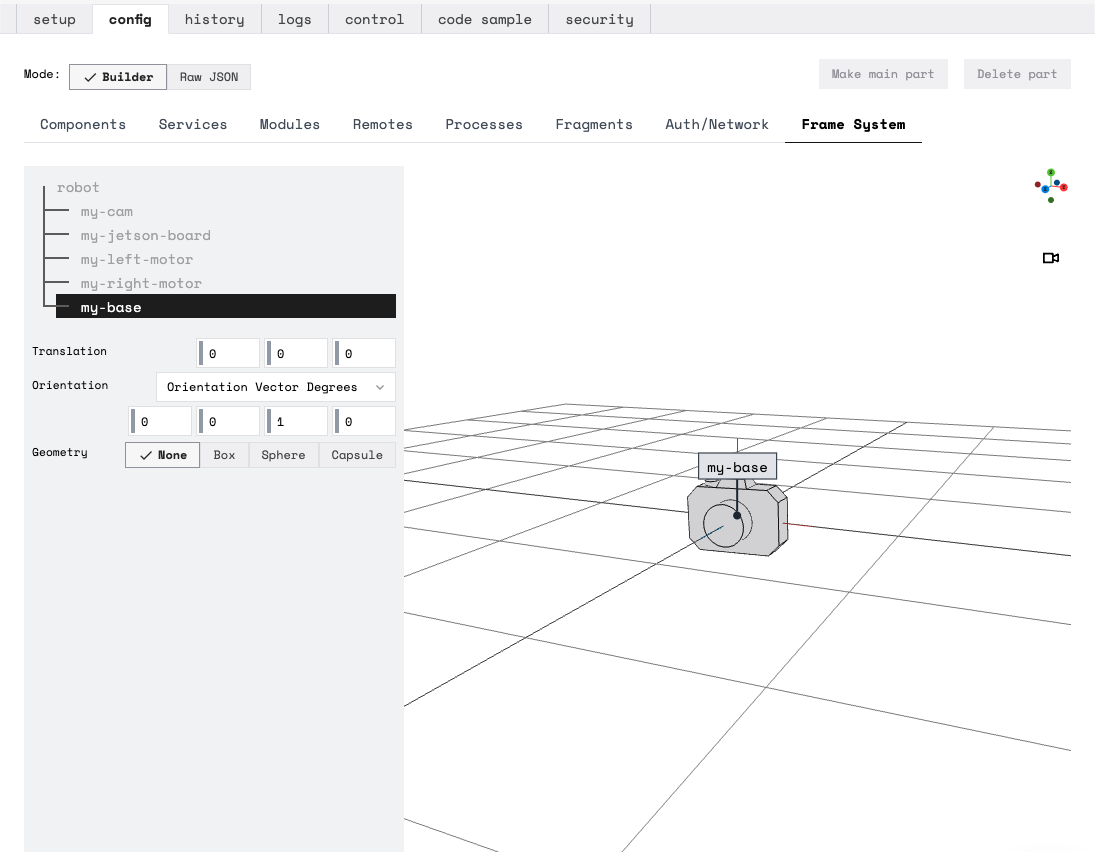 setup config history logs control code sample security
Mode: Builder Raw JSON Make main part Delete part
Components Services Modules Remotes Processes Fragments Auth/Network Frame System
robot
my-cam
my-jetson-board
my-left-motor
my-right-motor
my-base
Translation 0 0 0
Orientation Orientation Vector Degrees
0 0 1 0
Geometry None Box Sphere Capsule
my-base